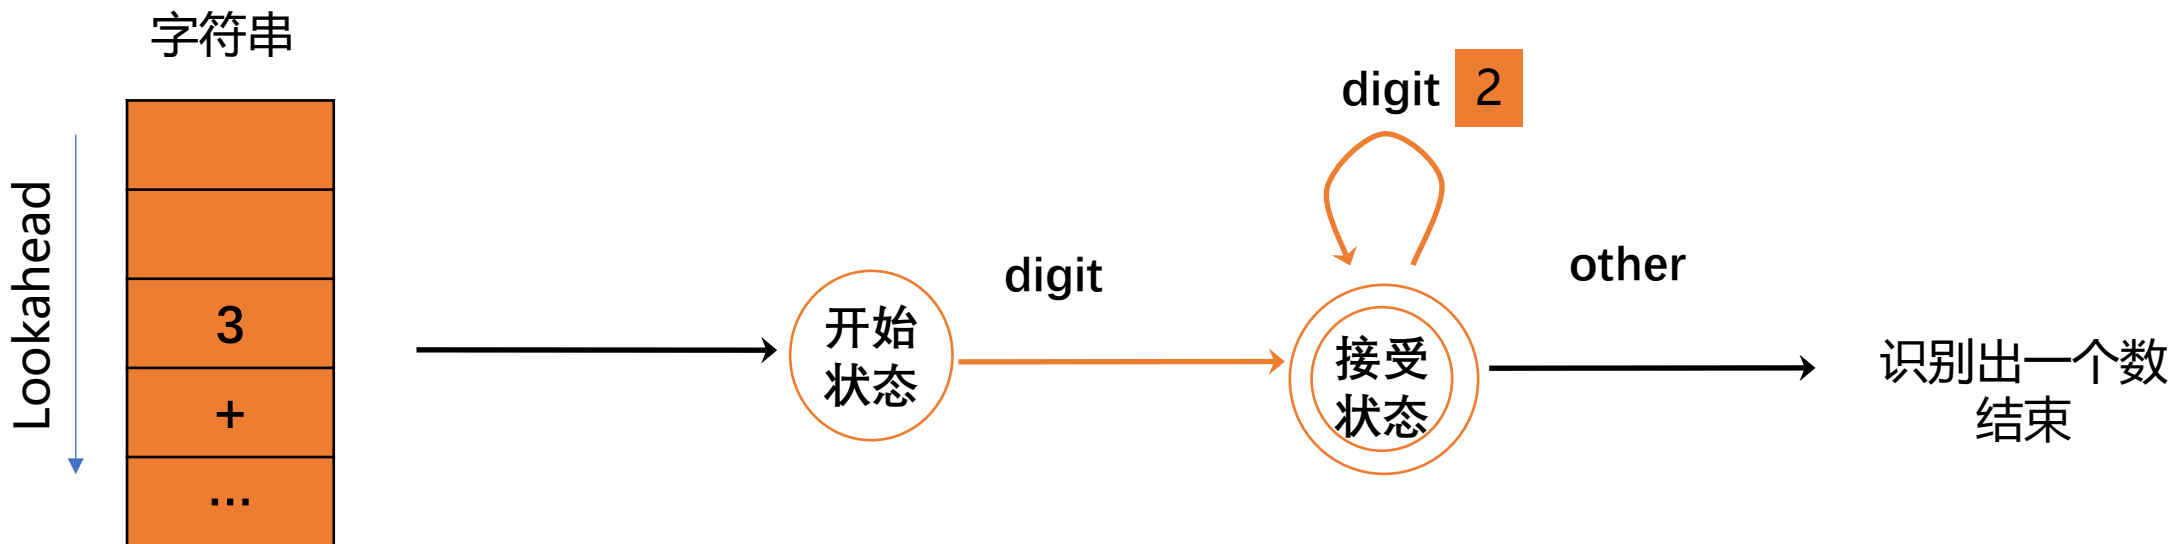 字符串
Lookahead
3
+
...
开始
状态
digit
digit 2
接受
状态
other
识别出一个数
结束